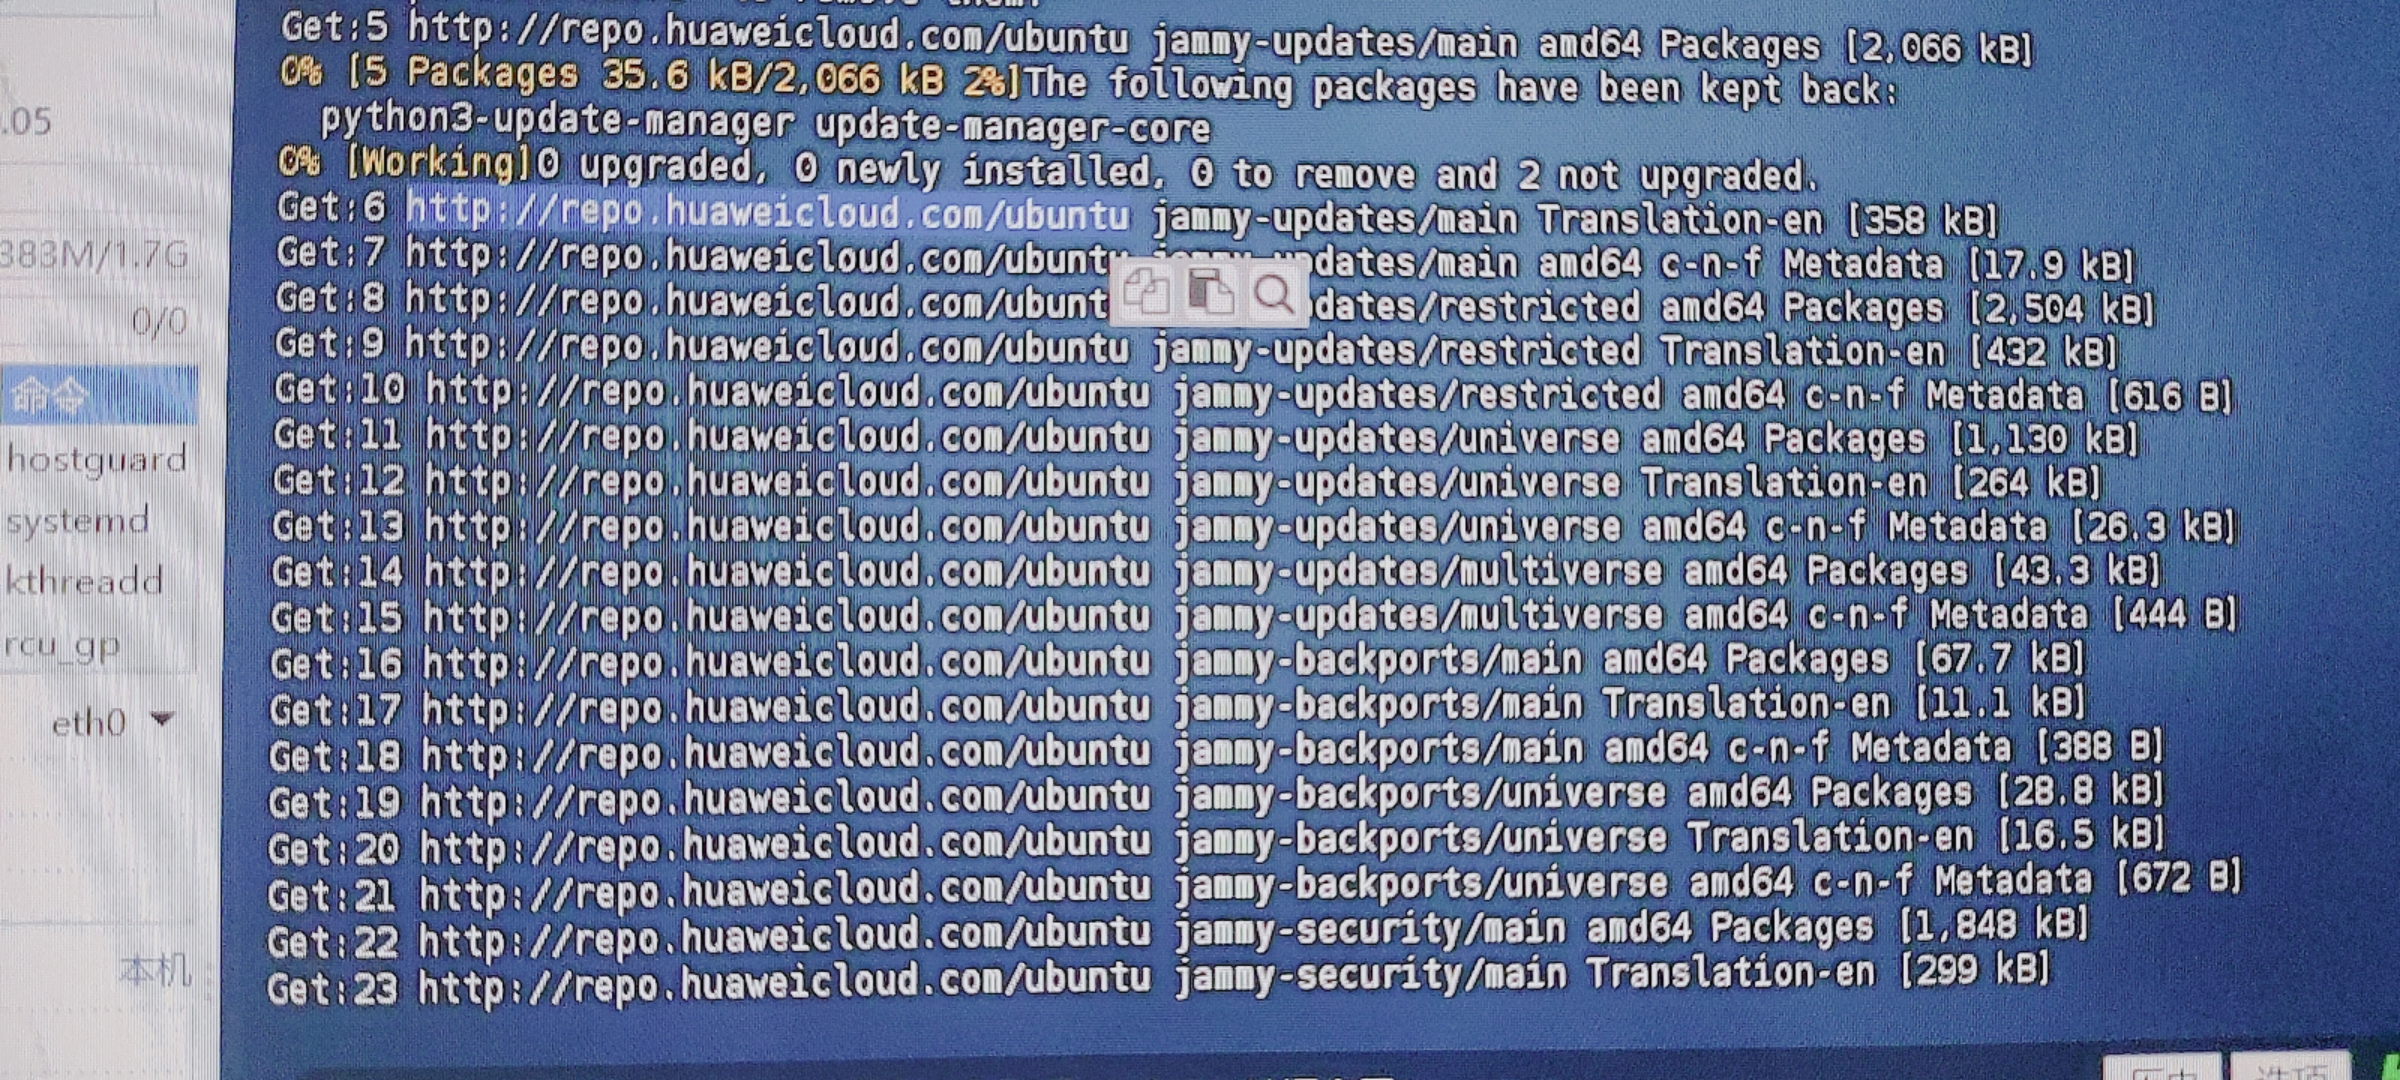 Get:5 http://repo.huaweicloud.com/ubuntu jammy-updates/main amd64 Packages [2,066 kB]
0% [5 Packages 35.6 kB/2,066 kB 2%]The following packages have been kept back:
  python3-update-manager update-manager-core
0% [Working]0 upgraded, 0 newly installed, 0 to remove and 2 not upgraded.
Get:6 http://repo.huaweicloud.com/ubuntu jammy-updates/main Translation-en [358 kB]
Get:7 http://repo.huaweicloud.com/ubuntu jammy-updates/main amd64 c-n-f Metadata [17.9 kB]
Get:8 http://repo.huaweicloud.com/ubunt dates/restricted amd64 Packages [2,504 kB]
Get:9 http://repo.huaweicloud.com/ubuntu jammy-updates/restricted Translation-en [432 kB]
Get:10 http://repo.huaweicloud.com/ubuntu jammy-updates/restricted amd64 c-n-f Metadata [616 B]
Get:11 http://repo.huaweicloud.com/ubuntu jammy-updates/universe amd64 Packages [1,130 kB]
Get:12 http://repo.huaweicloud.com/ubuntu jammy-updates/universe Translation-en [264 kB]
Get:13 http://repo.huaweicloud.com/ubuntu jammy-updates/universe amd64 c-n-f Metadata [26.3 kB]
Get:14 http://repo.huaweicloud.com/ubuntu jammy-updates/multiverse amd64 Packages [43.3 kB]
Get:15 http://repo.huaweicloud.com/ubuntu jammy-updates/multiverse amd64 c-n-f Metadata [444 B]
Get:16 http://repo.huaweicloud.com/ubuntu jammy-backports/main amd64 Packages [67.7 kB]
Get:17 http://repo.huaweicloud.com/ubuntu jammy-backports/main Translation-en [11.1 kB]
Get:18 http://repo.huaweicloud.com/ubuntu jammy-backports/main amd64 c-n-f Metadata [388 B]
Get:19 http://repo.huaweicloud.com/ubuntu jammy-backports/universe amd64 Packages [28.8 kB]
Get:20 http://repo.huaweicloud.com/ubuntu jammy-backports/universe Translation-en [16.5 kB]
Get:21 http://repo.huaweicloud.com/ubuntu jammy-backports/universe amd64 c-n-f Metadata [672 B]
Get:22 http://repo.huaweicloud.com/ubuntu jammy-security/main amd64 Packages [1,848 kB]
Get:23 http://repo.huaweicloud.com/ubuntu jammy-security/main Translation-en [299 kB]
.05
383M/1.7G
0/0
命令
hostguard
systemd
kthreadd
rcu_gp
eth0
本机